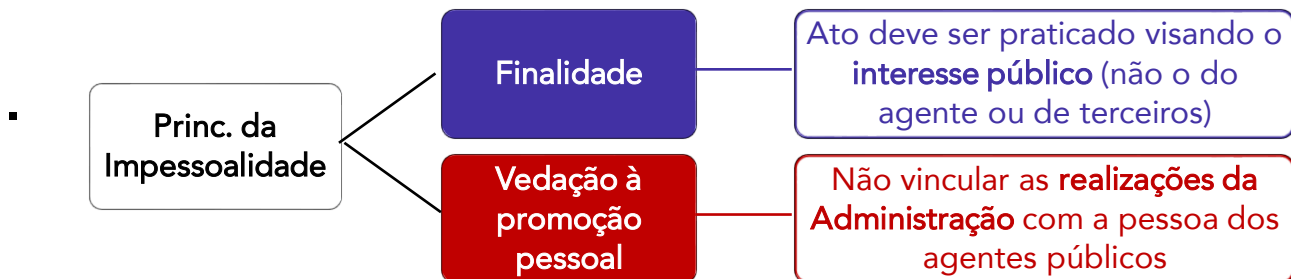 Princ. da
Impessoalidade
Finalidade
Ato deve ser praticado visando o
interesse público (não o do
agente ou de terceiros)
Vedação à
promoção
pessoal
Não vincular as realizações da
Administração com a pessoa dos
agentes públicos